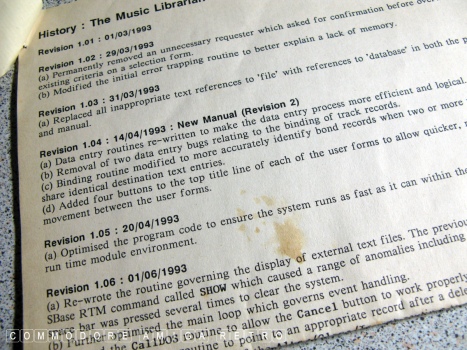 History : The Music Librarian
Revision 1.01 : 01/03/1993
Revision 1.02 : 29/03/1993
(a) Permanently removed an unnecessary requester which asked for confirmation before
existing criteria on a selection form.
(b) Modified the initial error trapping routine to better explain a lack of memory.
Revision 1.03 : 31/03/1993
(a) Replaced all inappropriate text references to 'file' with references to 'database' in both the
and manual.
Revision 1.04 : 14/04/1993 : New Manual (Revision 2)
(a) Data entry routines re-written to make the data entry process more efficient and logical.
(b) Removal of two data entry bugs relating to the binding of track records.
(c) Binding routine modified to more accurately identify bond records when two or more
share identical destination text entries.
(d) Added four buttons to the top title line of each of the user forms to allow quicker,
movement between the user forms.
Revision 1.05 : 20/04/1993
(a) Optimised the program code to ensure the system runs as fast as it can within the
run time module environment.
Revision 1.06 : 01/06/1993
(a) Re-wrote the routine governing the display of external text files. The previous
SBase RTM command called SHOW which caused a range of anomalies including,
bar was pressed several times to clear the system.
(b) Further optimised the main loop which governs event handling.
the CallDOS routine to allow the Cancel button to work properly
routine to point to an appropriate record after a
COMMODORE AMIGA RETRO